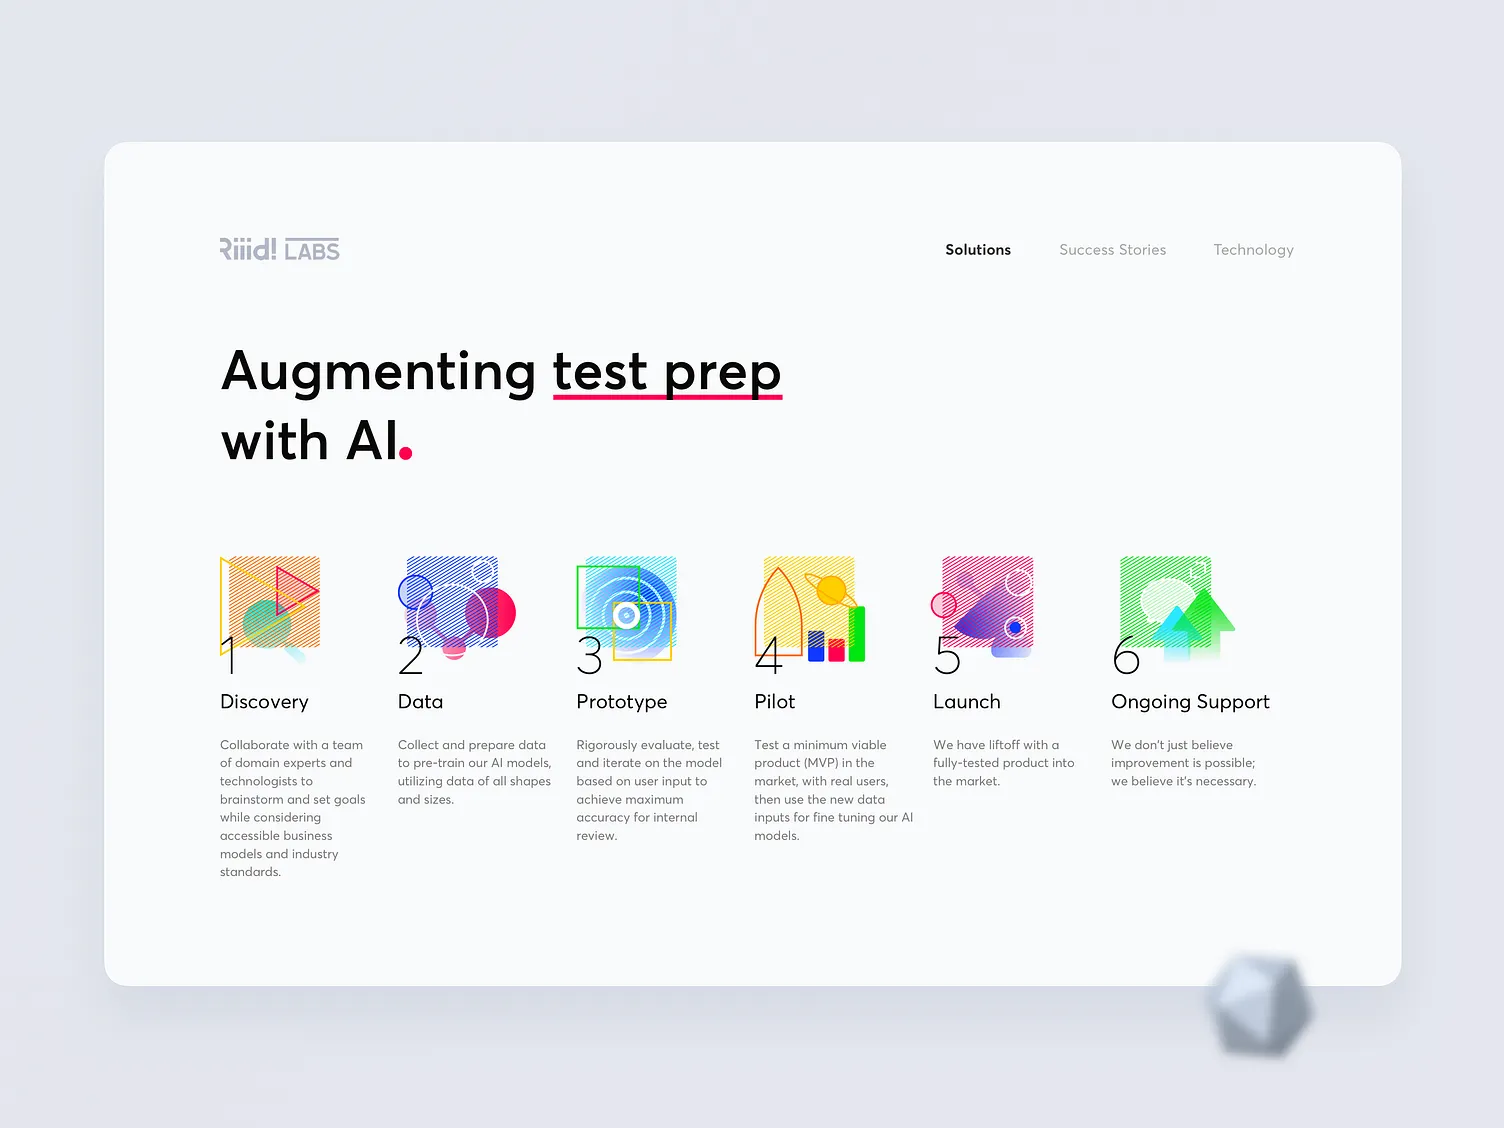 Riiid! LABS
Solutions
Success Stories
Technology
Augmenting test prep
with AI.
1
Discovery
Collaborate with a team
of domain experts and
technologists to
brainstorm and set goals
while considering
accessible business
models and industry
standards.
2
Data
Collect and prepare data
to pre-train our AI models,
utilizing data of all shapes
and sizes.
3
Prototype
Rigorously evaluate, test
and iterate on the model
based on user input to
achieve maximum
accuracy for internal
review.
4
Pilot
Test a minimum viable
product (MVP) in the
market, with real users,
then use the new data
inputs for fine tuning our AI
models.
5
Launch
We have liftoff with a
fully-tested product into
the market.
6
Ongoing Support
We don't just believe
improvement is possible;
we believe it's necessary.